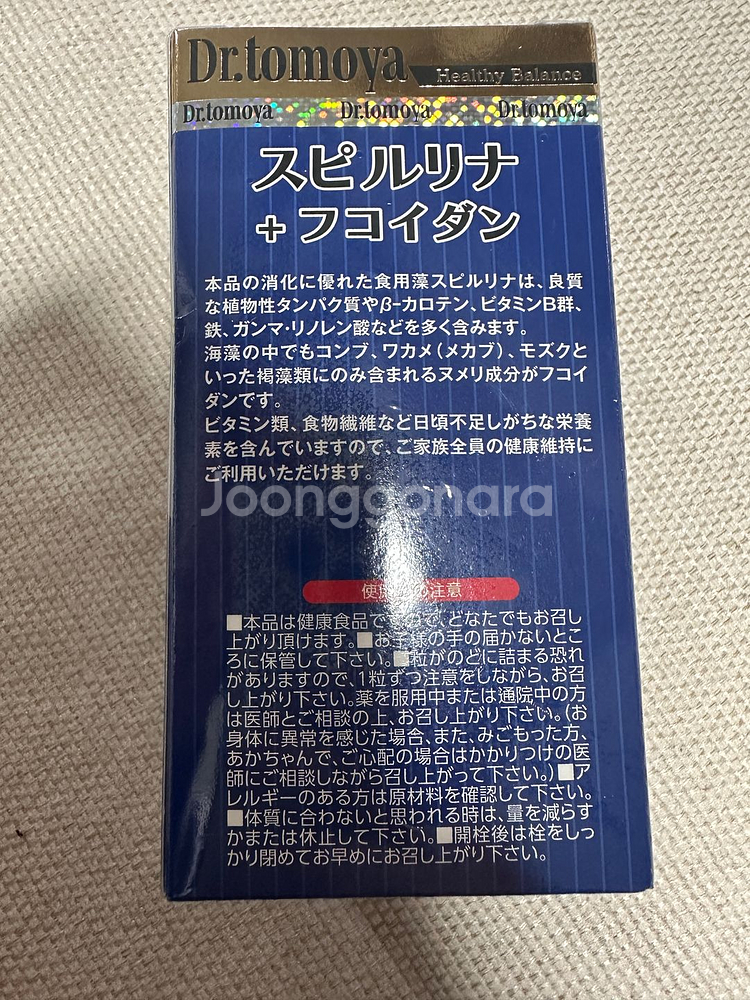 Dr.tomoya Healthy Balance
Dr.tomoya Dr.tomoya Dr.tomoya
スピルリナ
+フコイダン
本品の消化に優れた食用藻スピルリナは、良質
な植物性タンパク質やβ-カロテン、ビタミンB群、
鉄、ガンマ・リノレン酸などを多く含みます。
海藻の中でもコンブ、ワカメ(メカブ)、モズクと
いった褐藻類にのみ含まれるヌメリ成分がフコイ
ダンです。
ビタミン類、食物繊維など日頃不足しがちな栄養
素を含んでいますので、ご家族全員の健康維持に
ご利用いただけます。
Joonggonara
使 の注意
■本品は健康食品で どなたでもお召し
上がり頂けます。■お子様の手の届かないとこ
ろに保管して下さい。■粒がのどに詰まる恐れ
がありますので、1粒ずつ注意をしながら、お召
し上がり下さい。薬を服用中または通院中の方
は医師とご相談の上、お召し上がり下さい。(お
身体に異常を感じた場合、また、みごもった方、
あかちゃんで、ご心配の場合はかかりつけの医
師にご相談しながら召し上がって下さい。)■ア
レルギーのある方は原材料を確認して下さい。
■体質に合わないと思われる時は、量を減らす
かまたは休止して下さい。■開栓後は栓をしっ
かり閉めてお早めにお召し上がり下さい。